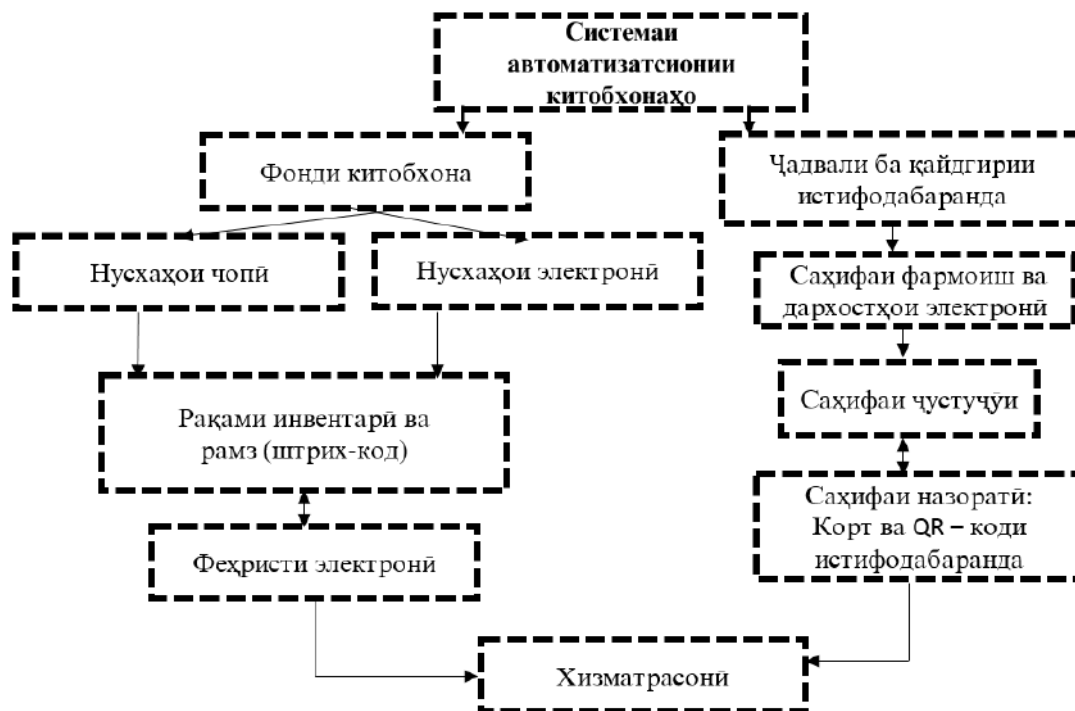 Системаи
автоматизатсионии
китобхонаҳо
Фонди китобхона
Ҷадвали ба қайдгирии
истифодабаранда
Нусхаҳои чопӣ
Нусхаҳои электронӣ
Саҳифаи фармоиш ва
дархостҳои электронӣ
Рақами инвентарӣ ва
рамз (штрих-код)
Саҳифаи ҷустуҷӯи
Феҳристи электронӣ
Саҳифаи назоратӣ:
Корт ва QR – коди
истифодабаранда
Хизматрасонӣ